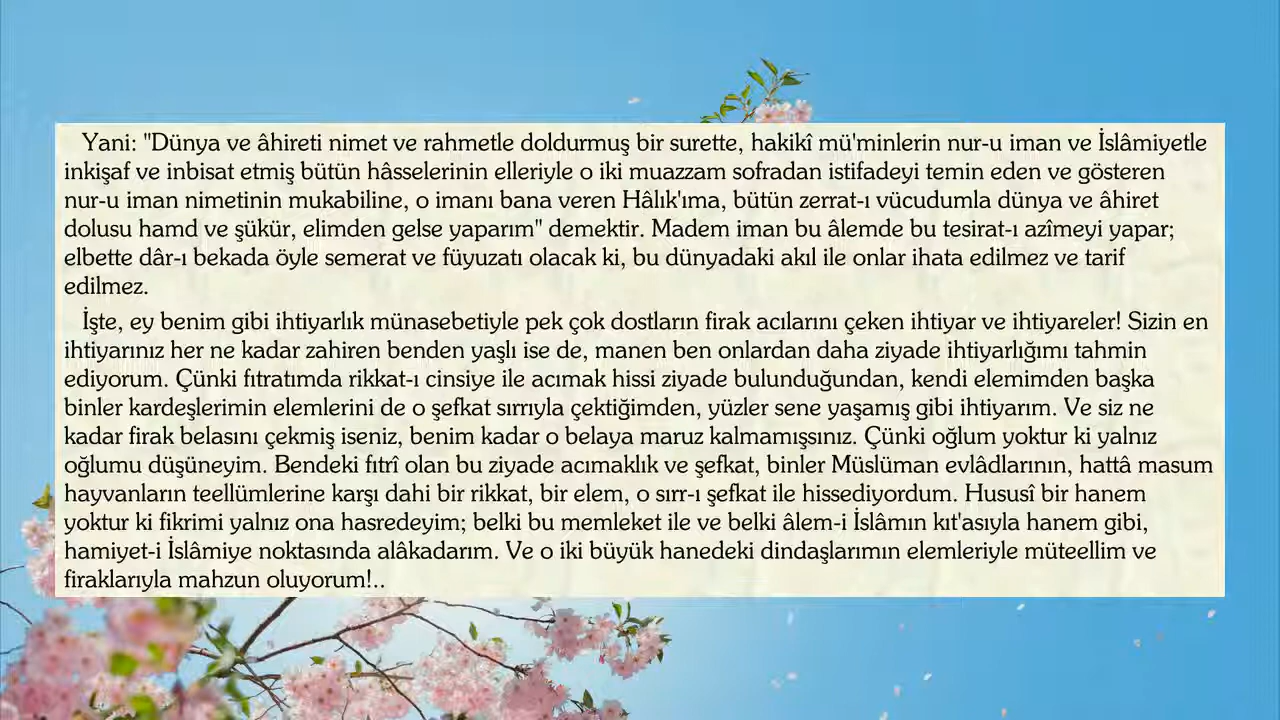 Yani: "Dünya ve âhireti nimet ve rahmetle doldurmuş bir surette, hakikî mü'minlerin nur-u iman ve İslâmiyetle
inkişaf ve inbisat etmiş bütün hâsselerinin elleriyle o iki muazzam sofradan istifadeyi temin eden ve gösteren
nur-u iman nimetinin mukabiline, o imanı bana veren Hâlık'ıma, bütün zerrat-ı vücudumla dünya ve âhiret
dolusu hamd ve şükür, elimden gelse yaparım" demektir. Madem iman bu âlemde bu tesirat-ı azîmeyi yapar;
elbette dâr-ı bekada öyle semerat ve füyuzatı olacak ki, bu dünyadaki akıl ile onlar ihata edilmez ve tarif
edilmez.
İşte, ey benim gibi ihtiyarlık münasebetiyle pek çok dostların firak acılarını çeken ihtiyar ve ihtiyareler! Sizin en
ihtiyarınız her ne kadar zahiren benden yaşlı ise de, manen ben onlardan daha ziyade ihtiyarlığımı tahmin
ediyorum. Çünki fıtratımda rikkat-ı cinsiye ile acımak hissi ziyade bulunduğundan, kendi elemimden başka
binler kardeşlerimin elemlerini de o şefkat sırrıyla çektiğimden, yüzler sene yaşamış gibi ihtiyarım. Ve siz ne
kadar firak belasını çekmiş iseniz, benim kadar o belaya maruz kalmamışsınız. Çünki oğlum yoktur ki yalnız
oğlumu düşüneyim. Bendeki fıtrî olan bu ziyade acımaklık ve şefkat, binler Müslüman evlâdlarının, hattâ masum
hayvanların teellümlerine karşı dahi bir rikkat, bir elem, o sırr-ı şefkat ile hissediyordum. Hususî bir hanem
yoktur ki fikrimi yalnız ona hasredeyim; belki bu memleket ile ve belki âlem-i İslâmın kıt'asıyla hanem gibi,
hamiyet-i İslâmiye noktasında alâkadarım. Ve o iki büyük hanedeki dindaşlarımın elemleriyle müteellim ve
firaklarıyla mahzun oluyorum!..